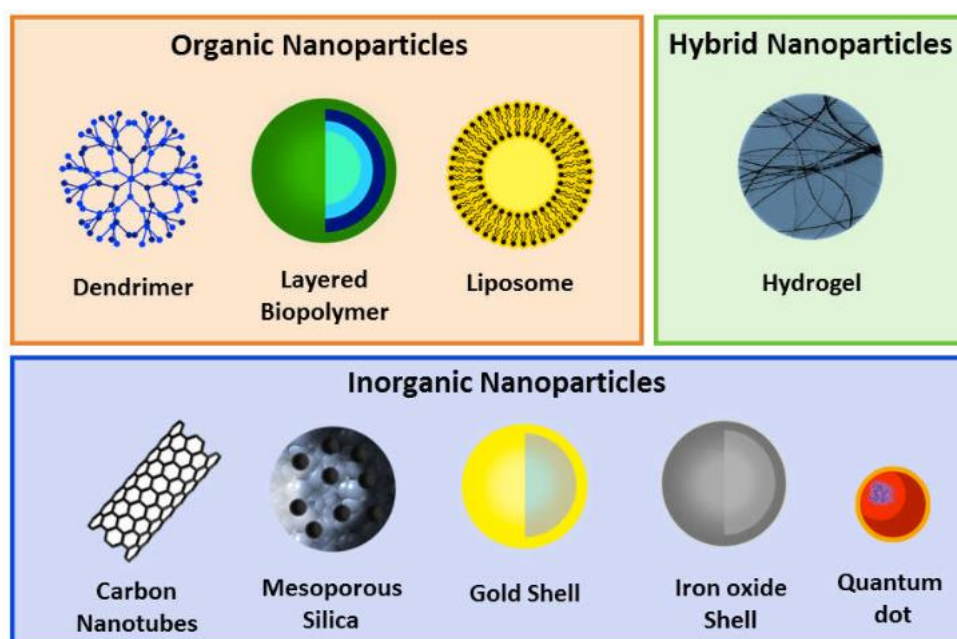 Organic Nanoparticles
Dendrimer
Layered
Biopolymer
Liposome
Hybrid Nanoparticles
Hydrogel
Inorganic Nanoparticles
Carbon
Nanotubes
Mesoporous
Silica
Gold Shell
Iron oxide
Shell
Quantum
dot